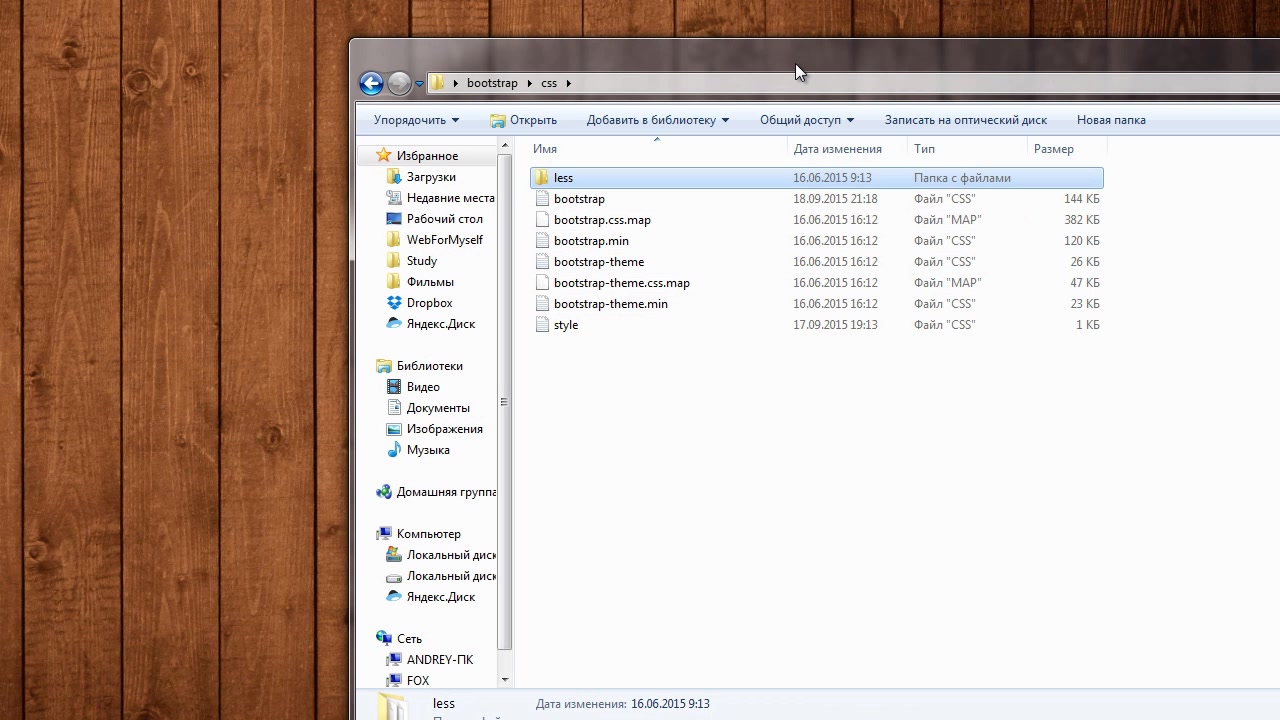 bootstrap css
Упорядочить Открыть Добавить в библиотеку Общий доступ Записать на оптический диск Новая папка
Имя Дата изменения Тип Размер
Избранное
Загрузки
Недавние места
Рабочий стол
WebForMyself
Study
Фильмы
Dropbox
Яндекс.Диск
Библиотеки
Видео
Документы
Изображения
Музыка
Домашняя группа
Компьютер
Локальный диск
Локальный диск
Яндекс.Диск
Сеть
ANDREY-ПК
FOX
less 16.06.2015 9:13 Папка с файлами
bootstrap 18.09.2015 21:18 Файл "CSS" 144 КБ
bootstrap.css.map 16.06.2015 16:12 Файл "MAP" 382 КБ
bootstrap.min 16.06.2015 16:12 Файл "CSS" 120 КБ
bootstrap-theme 16.06.2015 16:12 Файл "CSS" 26 КБ
bootstrap-theme.css.map 16.06.2015 16:12 Файл "MAP" 47 КБ
bootstrap-theme.min 16.06.2015 16:12 Файл "CSS" 23 КБ
style 17.09.2015 19:13 Файл "CSS" 1 КБ
less Дата изменения: 16.06.2015 9:13